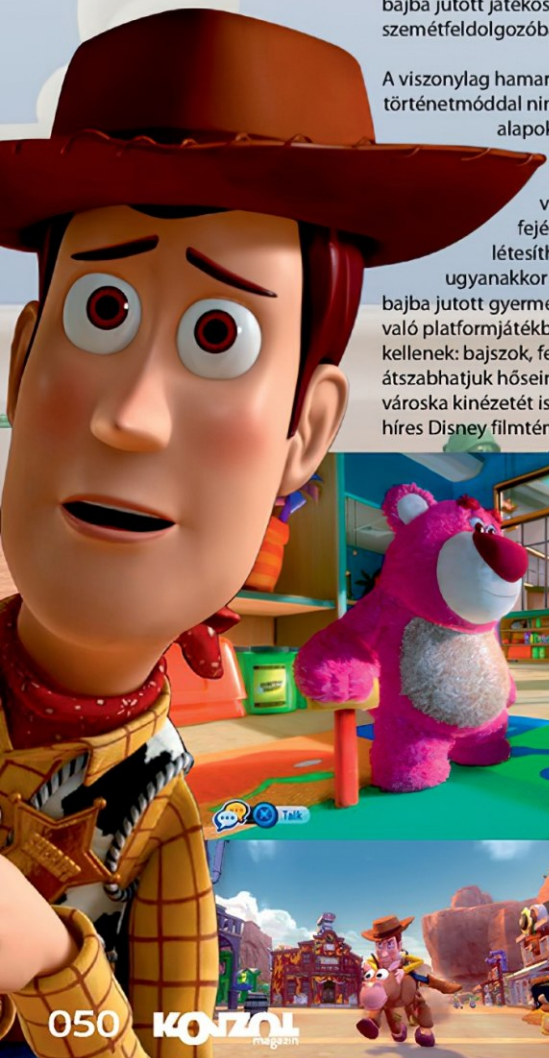 bajba jutott játékos
szemétfeldolgozób
A viszonylag hamar
történetmóddal nin
alapok
v
fejé
létesíth
ugyanakkor
bajba jutott gyerme
való platformjátékb
kellenek: bajszok, fe
átszabhatjuk hősein
városka kinézetét is
híres Disney filmtén
Talk
050 KONZOL
magazin